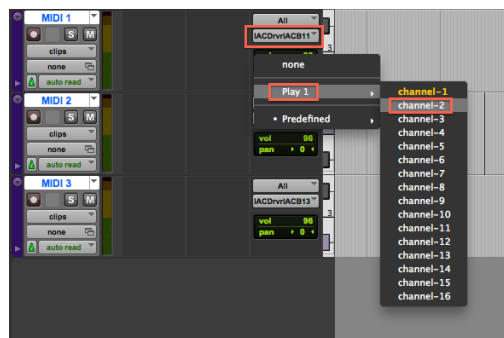 MIDI 1
S M
clips
none
auto read
All
IACDrvrIACB11
3
none
Play 1
• Predefined
channel-1
channel-2
channel-3
channel-4
channel-5
channel-6
channel-7
channel-8
channel-9
channel-10
channel-11
channel-12
channel-13
channel-14
channel-15
channel-16
MIDI 2
S M
clips
none
auto read
vol 96
pan › 0 ‹
MIDI 3
S M
clips
none
auto read
All
IACDrvrIACB13
3
vol 96
pan › 0 ‹